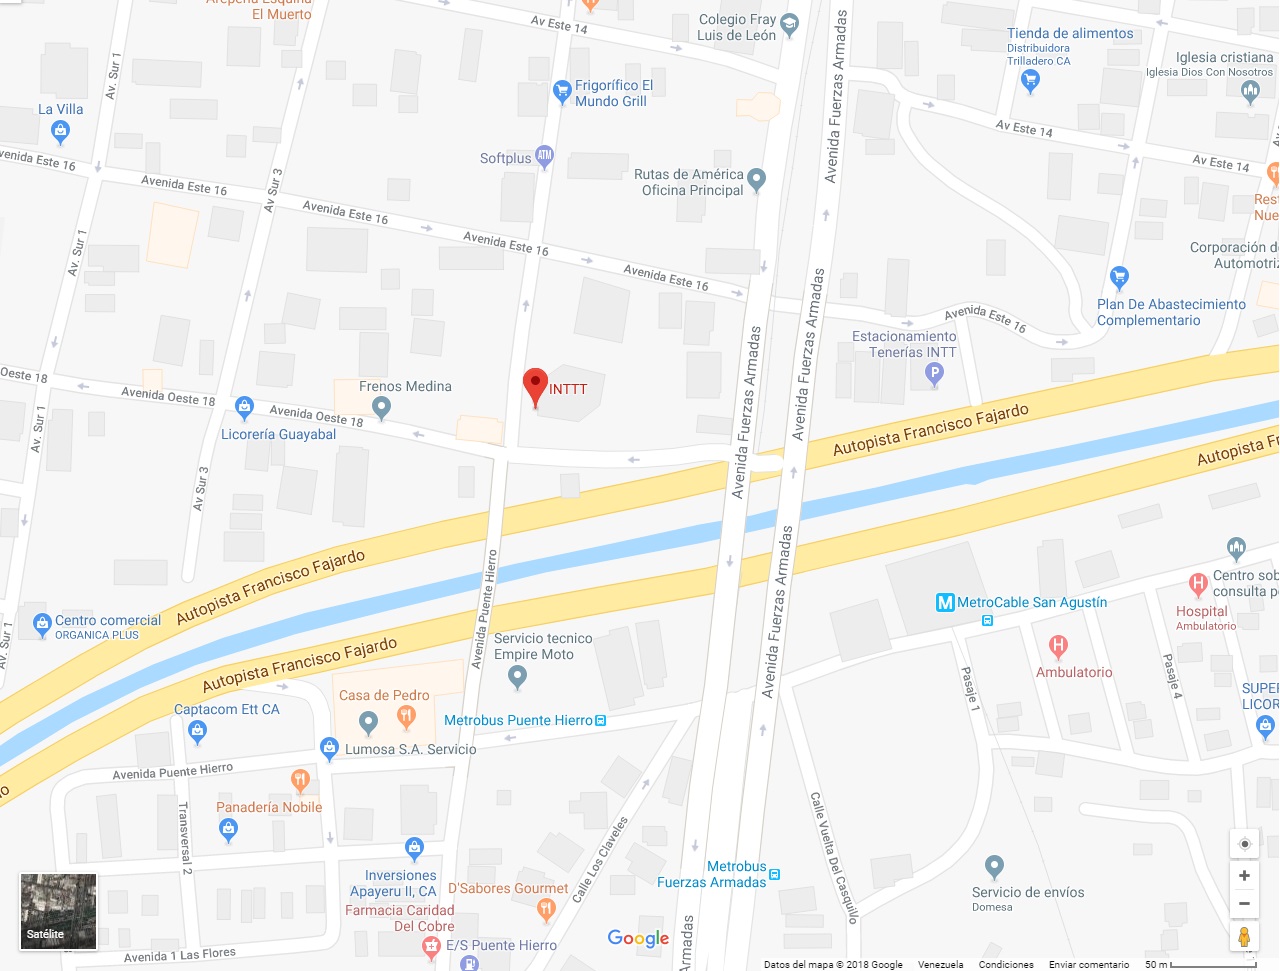 Arepera Esquina
El Muerto
Av Este 14
Colegio Fray
Luis de León
Avenida Fuerzas Armadas
Tienda de alimentos
Distribuidora
Trilladero CA
Iglesia cristiana
Iglesia Dios Con Nosotros
Av. Sur 1
La Villa
Frigorífico El
Mundo Grill
Av Este 14
Av Este 14
Softplus
ATM
Avenida Este 16
Avenida Este 16
Av Sur 3
Avenida Este 16
Avenida Este 16
Avenida Este 16
Rutas de América
Oficina Principal
Av. Sur 1
Corporación d
Automotriz
Plan De Abastecimiento
Complementario
Avenida Este 16
Avenida Fuerzas Armadas
Estacionamiento
Tenerías INTT
P
Avenida Fuerzas Armadas
Oeste 18
Avenida Oeste 18
Frenos Medina
INTTT
Avenida Oeste 18
Licorería Guayabal
Av. Sur 1
Av Sur 3
Autopista Francisco Fajardo
Autopista F
Autopista Francisco Fajardo
Avenida Fuerzas Armadas
Avenida Puente Hierro
Centro comercial
ORGANICA PLUS
Av. Sur 1
Autopista Francisco Fajardo
Servicio tecnico
Empire Moto
M
MetroCable San Agustín
Centro so
consulta p
H
Hospital
Ambulatorio
H
Ambulatorio
Pasaje 1
Pasaje 4
SUPER
LICOR
Casa de Pedro
Captacom Ett CA
Metrobus Puente Hierro
Lumosa S.A. Servicio
Avenida Puente Hierro
Panadería Nobile
Transversal 2
Calle Los Claveles
Calle Vuelta Del Casquillo
Inversiones
Apayeru II, CA
Metrobus
Fuerzas Armadas
D'Sabores Gourmet
Servicio de envíos
Domesa
Farmacia Caridad
Del Cobre
E/S Puente Hierro
Armadas
Satélite
Avenida 1 Las Flores
Google
Datos del mapa © 2018 Google
Venezuela
Condiciones
Enviar comentario
50 m